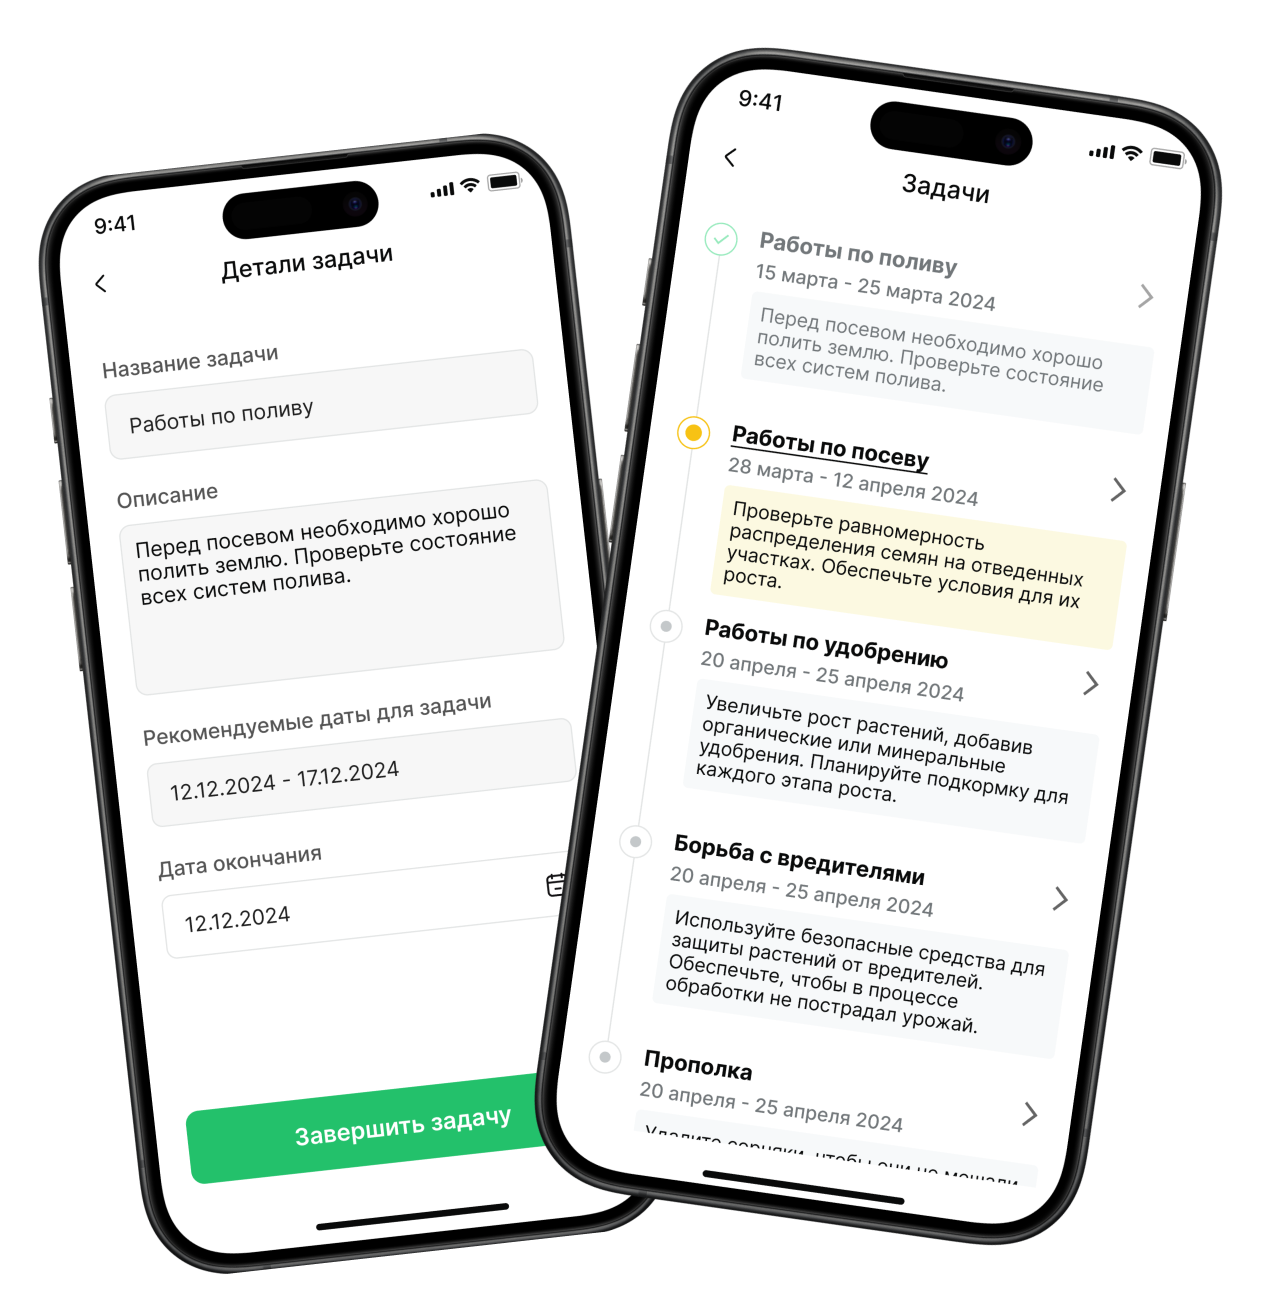 9:41
Детали задачи
Название задачи
Работы по поливу
Описание
Перед посевом необходимо хорошо
полить землю. Проверьте состояние
всех систем полива.
Рекомендуемые даты для задачи
12.12.2024 - 17.12.2024
Дата окончания
12.12.2024
Завершить задачу
9:41
Задачи
Работы по поливу
15 марта - 25 марта 2024
Перед посевом необходимо хорошо
полить землю. Проверьте состояние
всех систем полива.
Работы по посеву
28 марта - 12 апреля 2024
Проверьте равномерность
распределения семян на отведенных
участках. Обеспечьте условия для их
роста.
Работы по удобрению
20 апреля - 25 апреля 2024
Увеличьте рост растений, добавив
органические или минеральные
удобрения. Планируйте подкормку для
каждого этапа роста.
Борьба с вредителями
20 апреля - 25 апреля 2024
Используйте безопасные средства для
защиты растений от вредителей.
Обеспечьте, чтобы в процессе
обработки не пострадал урожай.
Прополка
20 апреля - 25 апреля 2024
Удалите сорняки, чтобы они не мешали